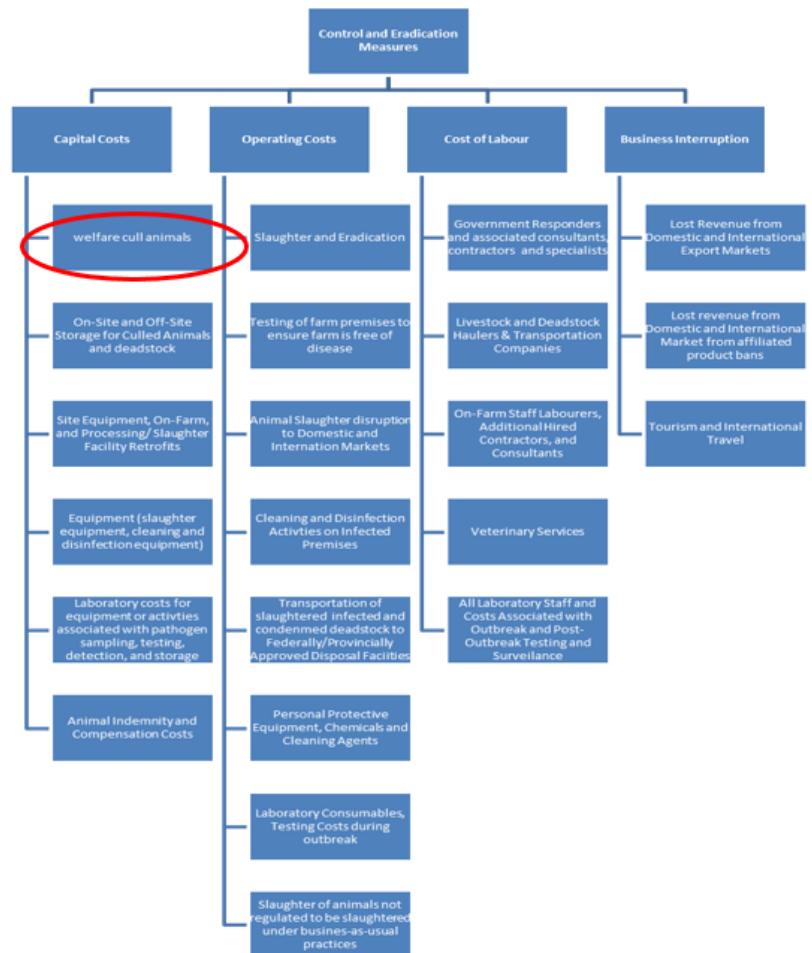 Control and Eradication
Measures
Capital Costs
welfare cull animals
On-Site and Off-Site
Storage for Culled Animals
and deadstock
Site Equipment, On-Farm,
and Processing/ Slaughter
Facility Retrofits
Equipment (slaughter
equipment, cleaning and
disinfection equipment)
Laboratory costs for
equipment or activties
associated with pathogen
sampling, testing,
detection, and storage
Animal Indemnity and
Compensation Costs
Operating Costs
Slaughter and Eradication
Testing of farm premises to
ensure farm is free of
disease
Animal Slaughter disruption
to Domestic and
Internation Markets
Cleaning and Disinfection
Activties on Infected
Premises
Transportation of
slaughtered infected and
condenmed deadstock to
Federally/Provincially
Approved Disposal Faciities
Personal Protective
Equipment, Chemicals and
Cleaning Agents
Laboratory Consumables,
Testing Costs during
outbreak
Slaughter of animals not
regulated to be slaughtered
under busines-as-usual
practices
Cost of Labour
Government Responders
and associated consultants,
contractors and specialists
Livestock and Deadstock
Haulers & Transportation
Companies
On-Farm Staff Labourers,
Additional Hired
Contractors, and
Consultants
Veterinary Services
All Laboratory Staff and
Costs Associated with
Outbreak and Post-
Outbreak Testing and
Surveilance
Business Interruption
Lost Revenue from
Domestic and International
Export Markets
Lost revenue from
Domestic and International
Market from affiliated
product bans
Tourism and International
Travel